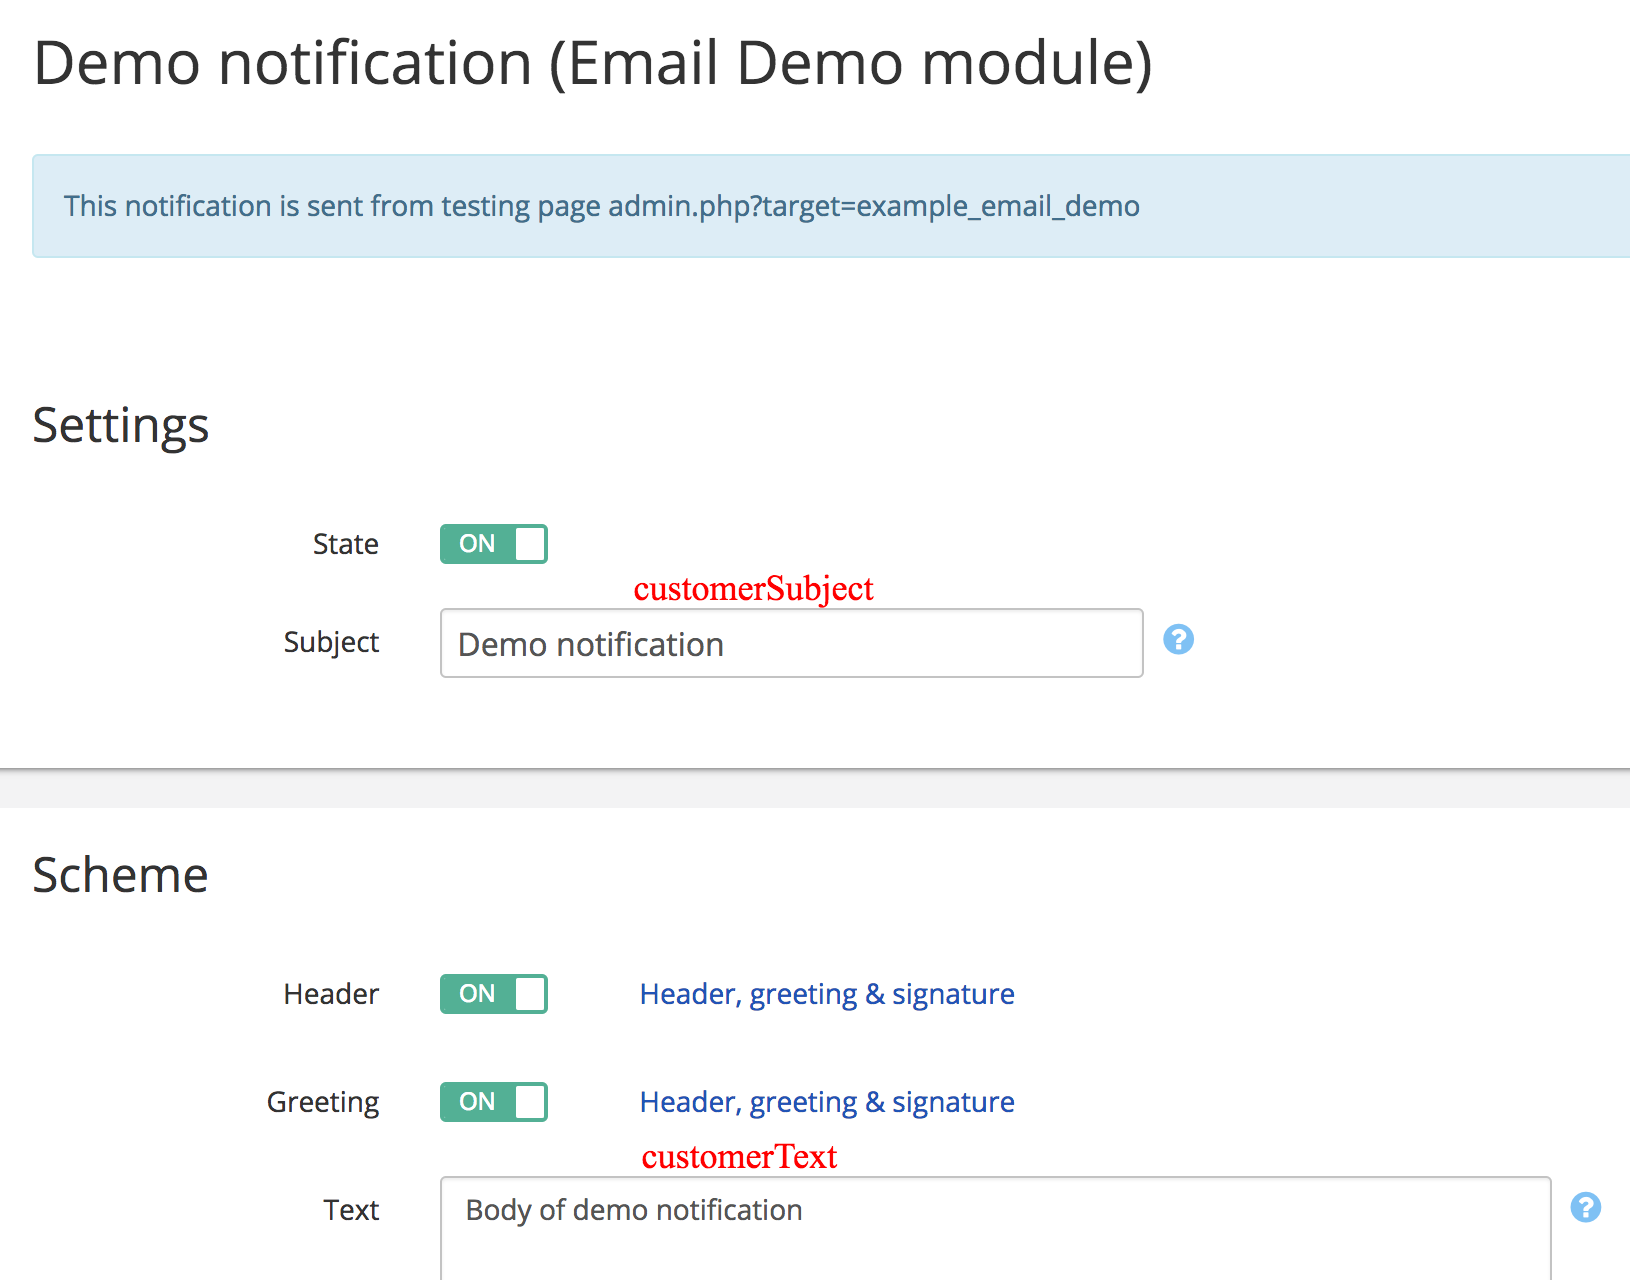 Demo notification (Email Demo module)
This notification is sent from testing page admin.php?target=example_email_demo
Settings
State ON
customerSubject
Subject Demo notification ?
Scheme
Header ON Header, greeting & signature
Greeting ON Header, greeting & signature
customerText
Text Body of demo notification ?